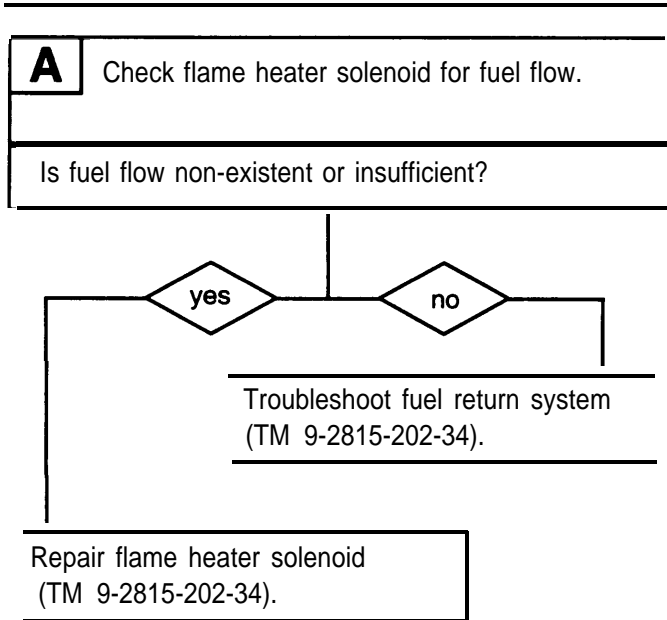 A Check flame heater solenoid for fuel flow.
Is fuel flow non-existent or insufficient?
yes
no
Troubleshoot fuel return system
(TM 9-2815-202-34).
Repair flame heater solenoid
(TM 9-2815-202-34).